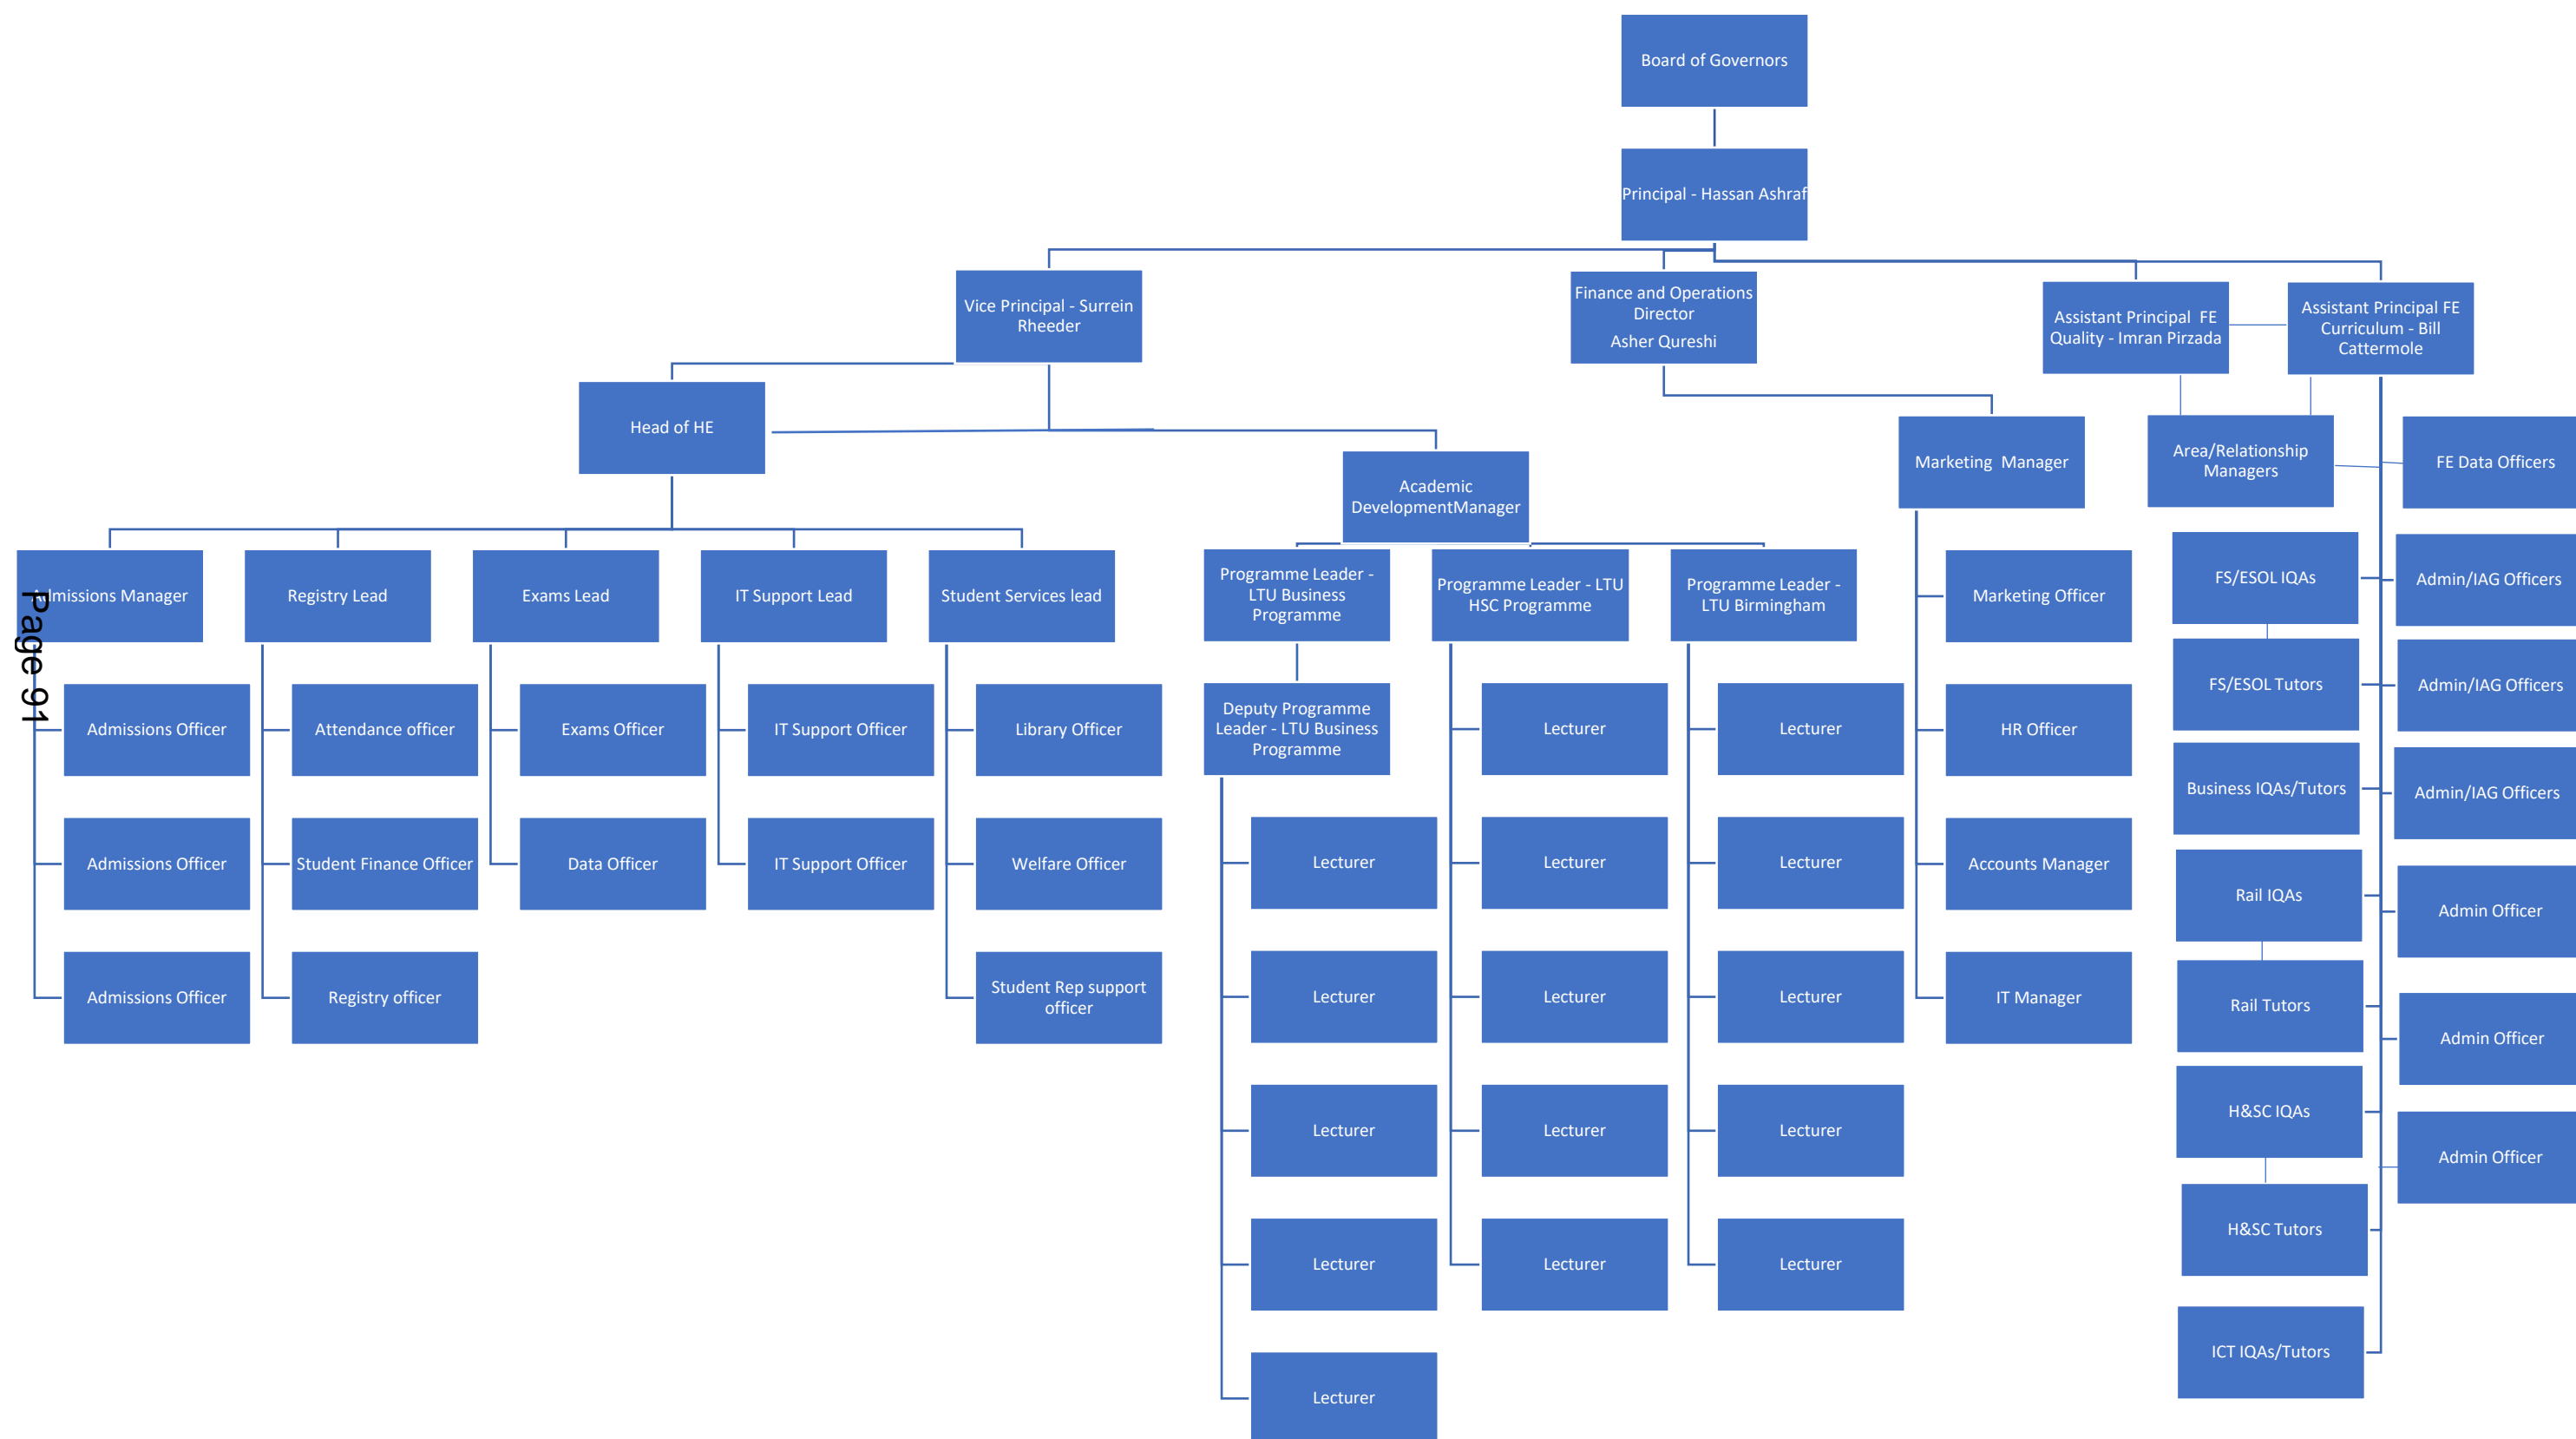 Board of Governors
Principal - Hassan Ashraf
Vice Principal - Surrein
Rheeder
Finance and Operations
Director
Asher Qureshi
Assistant Principal  FE
Quality - Imran Pirzada
Assistant Principal FE
Curriculum - Bill
Cattermole
Head of HE
Academic
DevelopmentManager
Marketing  Manager
Area/Relationship
Managers
FE Data Officers
Admissions Manager
Registry Lead
Exams Lead
IT Support Lead
Student Services lead
Programme Leader -
LTU Business
Programme
Programme Leader - LTU
HSC Programme
Programme Leader -
LTU Birmingham
Marketing Officer
FS/ESOL IQAs
Admin/IAG Officers
Page 91
Admissions Officer
Attendance officer
Exams Officer
IT Support Officer
Library Officer
Deputy Programme
Leader - LTU Business
Programme
Lecturer
Lecturer
HR Officer
FS/ESOL Tutors
Admin/IAG Officers
Business IQAs/Tutors
Admin/IAG Officers
Admissions Officer
Student Finance Officer
Data Officer
IT Support Officer
Welfare Officer
Lecturer
Lecturer
Lecturer
Accounts Manager
Rail IQAs
Admin Officer
Admissions Officer
Registry officer
Student Rep support
officer
Lecturer
Lecturer
Lecturer
IT Manager
Rail Tutors
Admin Officer
Lecturer
Lecturer
Lecturer
H&SC IQAs
Admin Officer
Lecturer
Lecturer
Lecturer
H&SC Tutors
ICT IQAs/Tutors
Lecturer